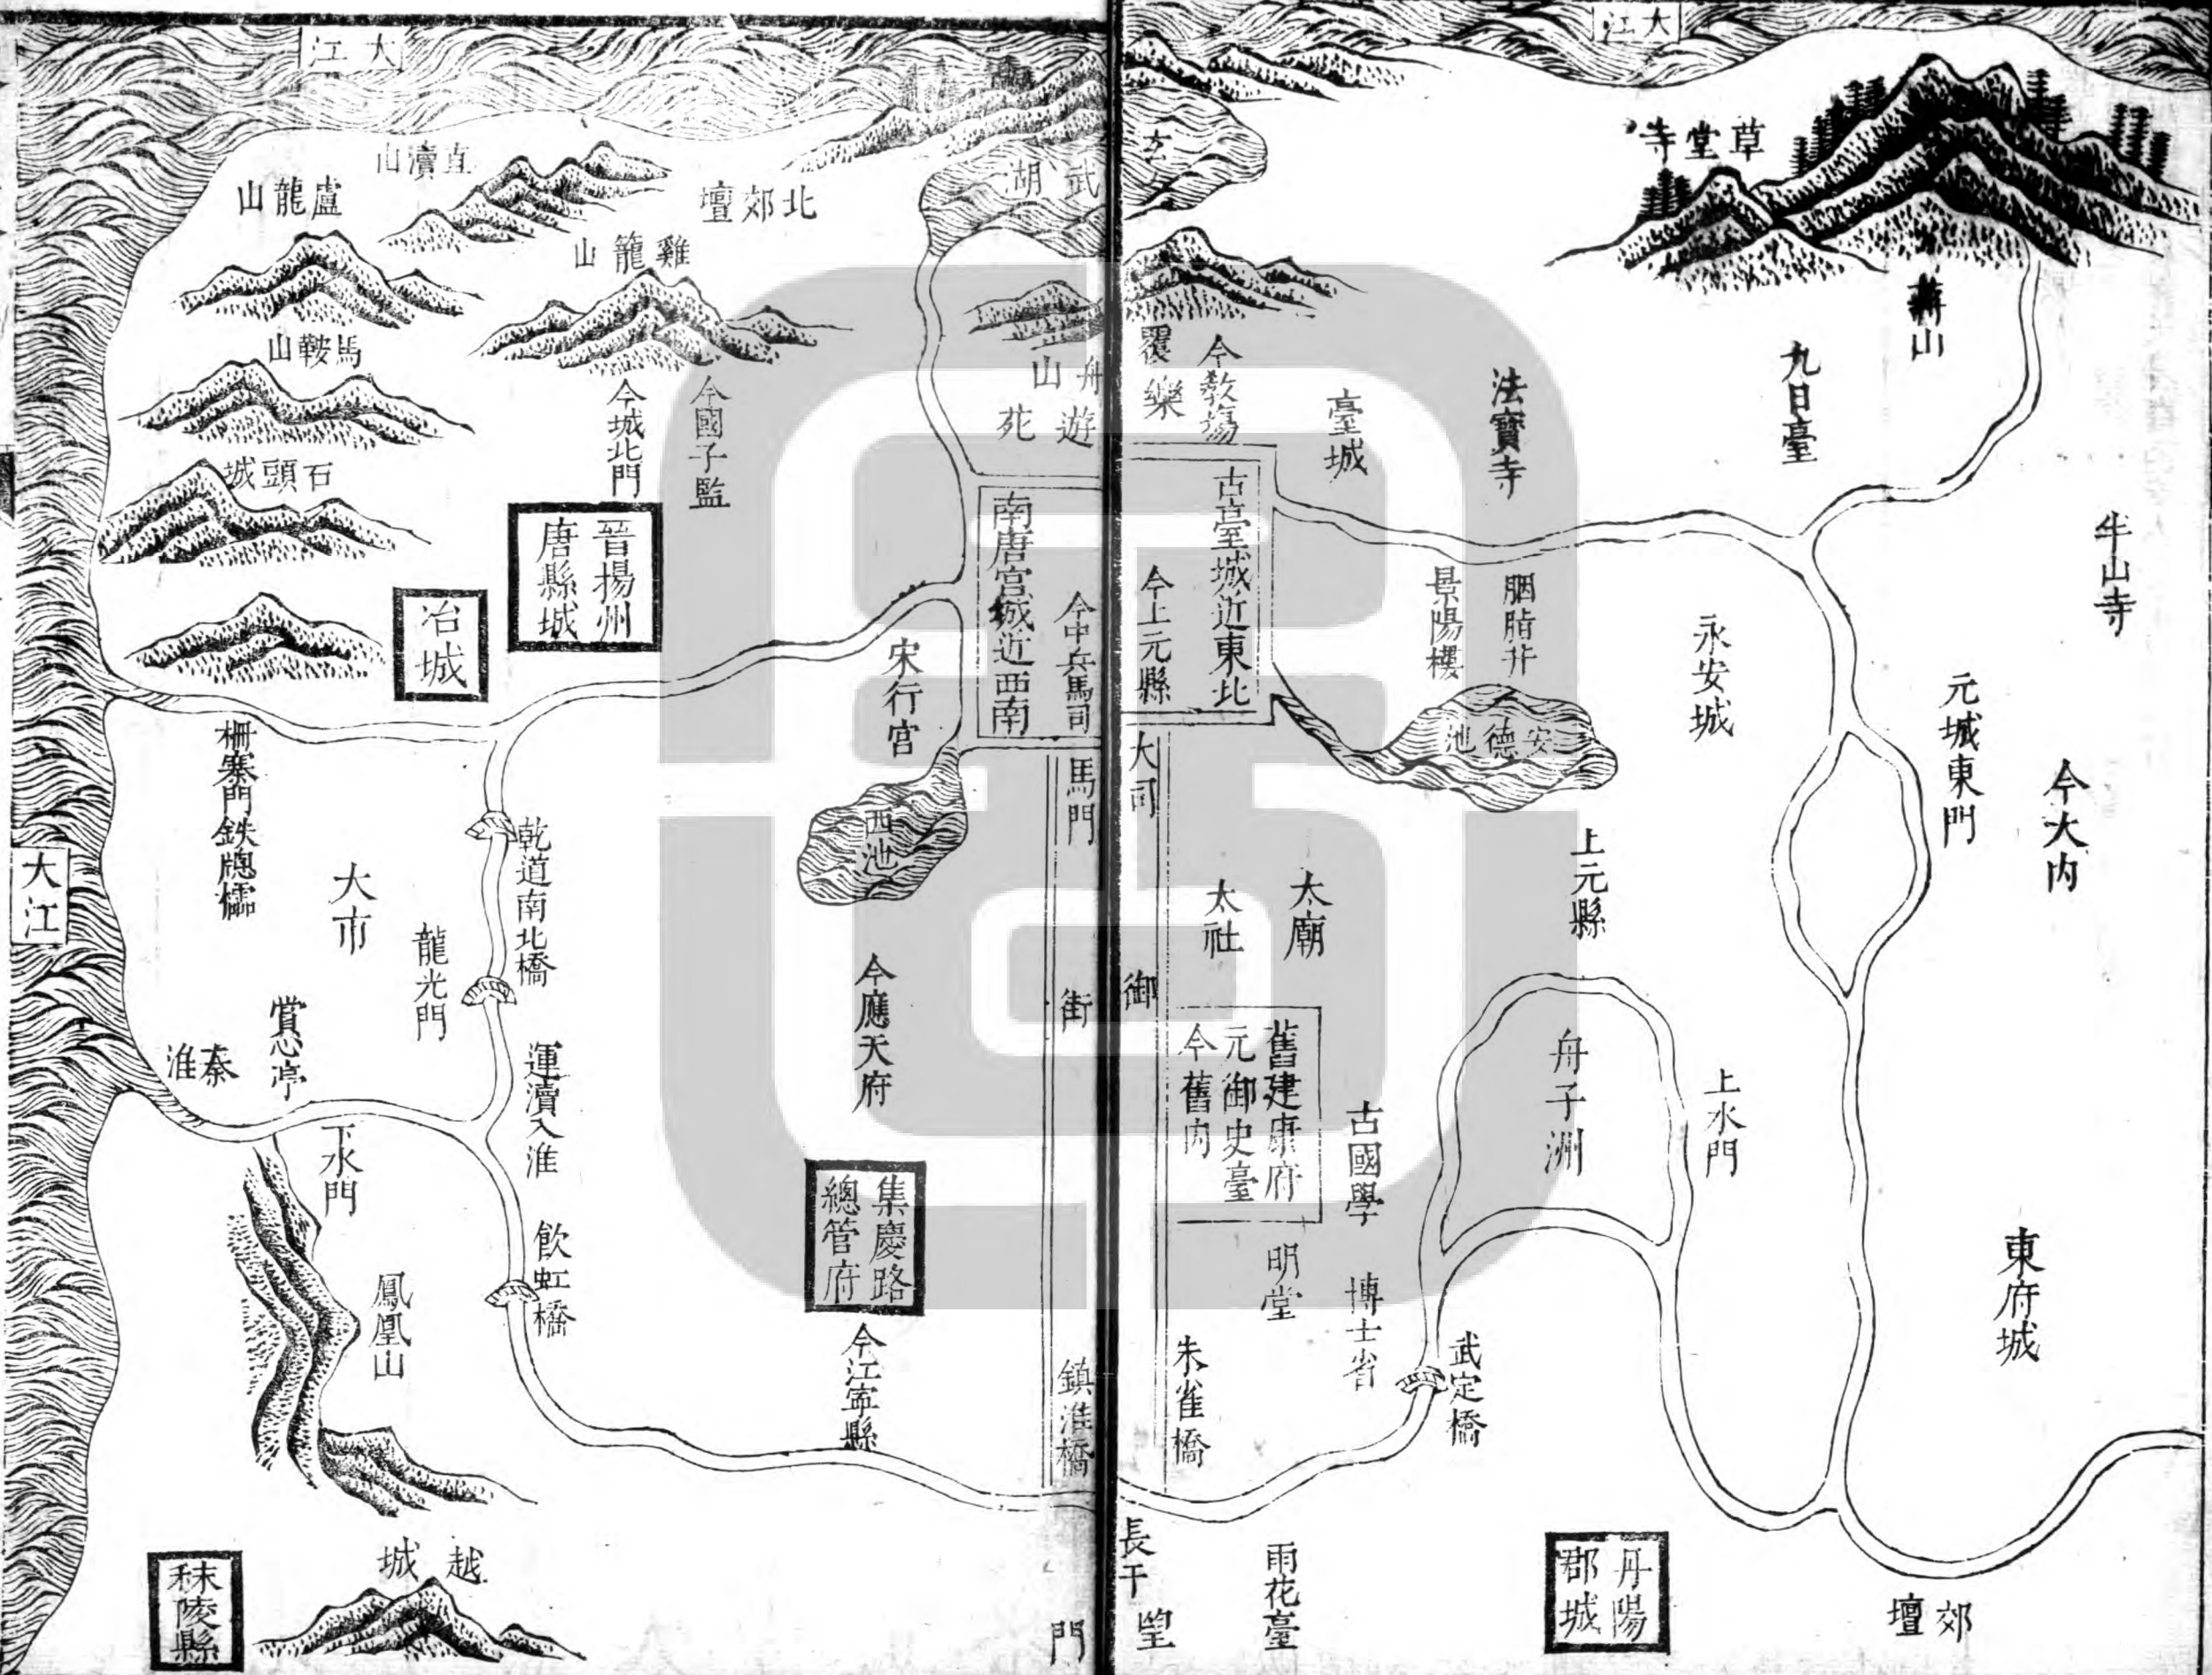 大江
大江
大江
草堂寺
蔣山
九日臺
半山寺
法寶寺
臺城
今教塲
玄武湖
覆舟山
樂遊苑
北郊壇
直瀆山
盧龍山
雞籠山
馬鞍山
石頭城
今國子監
今城北門
晉揚州
唐縣城
冶城
古臺城近東北
今上元縣
今中兵馬司
南唐宮城近西南
宋行宮
西池
景陽樓
胭脂井
安德池
永安城
元城東門
今大內
上元縣
大司馬門
御街
太廟
太社
舊建康府
元御史臺
今舊內
古國學
明堂
博士省
舟子洲
上水門
東府城
武定橋
朱雀橋
鎮淮橋
今應天府
集慶路
總管府
今江寧縣
柵寨門
大市
龍光門
乾道南北橋
賞心亭
秦淮
運瀆入淮
下水門
飲虹橋
鳳凰山
越城
秣陵縣
長干
望門
雨花臺
丹陽
郡城
郊壇